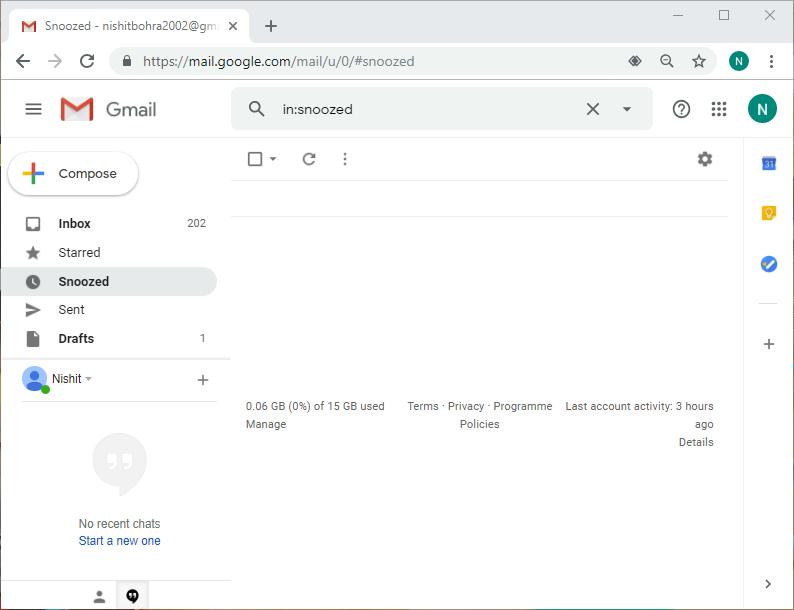 Snoozed - nishitbohra2002@gm
https://mail.google.com/mail/u/0/#snoozed
N
Gmail
in:snoozed
N
Compose
31
Inbox 202
Starred
Snoozed
Sent
Drafts 1
Nishit
0.06 GB (0%) of 15 GB used
Manage
Terms · Privacy · Programme
Policies
Last account activity: 3 hours
ago
Details
No recent chats
Start a new one